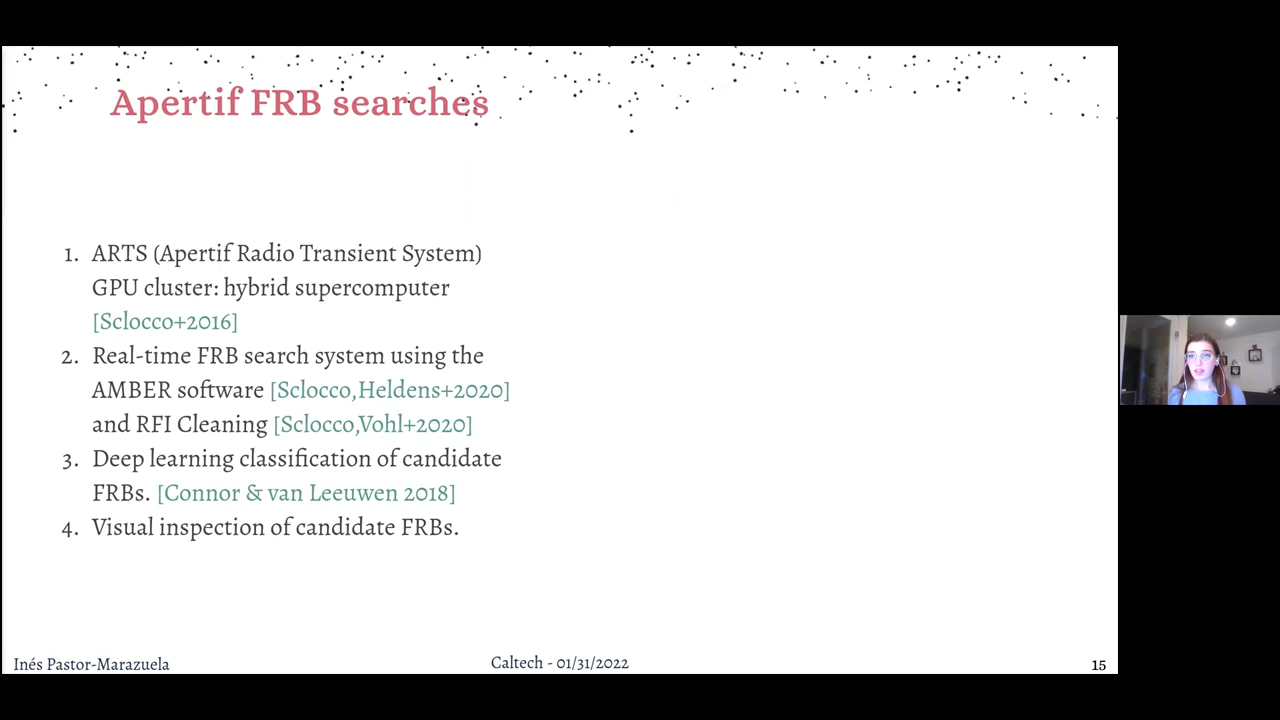 Apertif FRB searches
1. ARTS (Apertif Radio Transient System)
GPU cluster: hybrid supercomputer
[Sclocco+2016]
2. Real-time FRB search system using the
AMBER software [Sclocco,Heldens+2020]
and RFI Cleaning [Sclocco,Vohl+2020]
3. Deep learning classification of candidate
FRBs. [Connor & van Leeuwen 2018]
4. Visual inspection of candidate FRBs.
Inés Pastor-Marazuela
Caltech - 01/31/2022
15